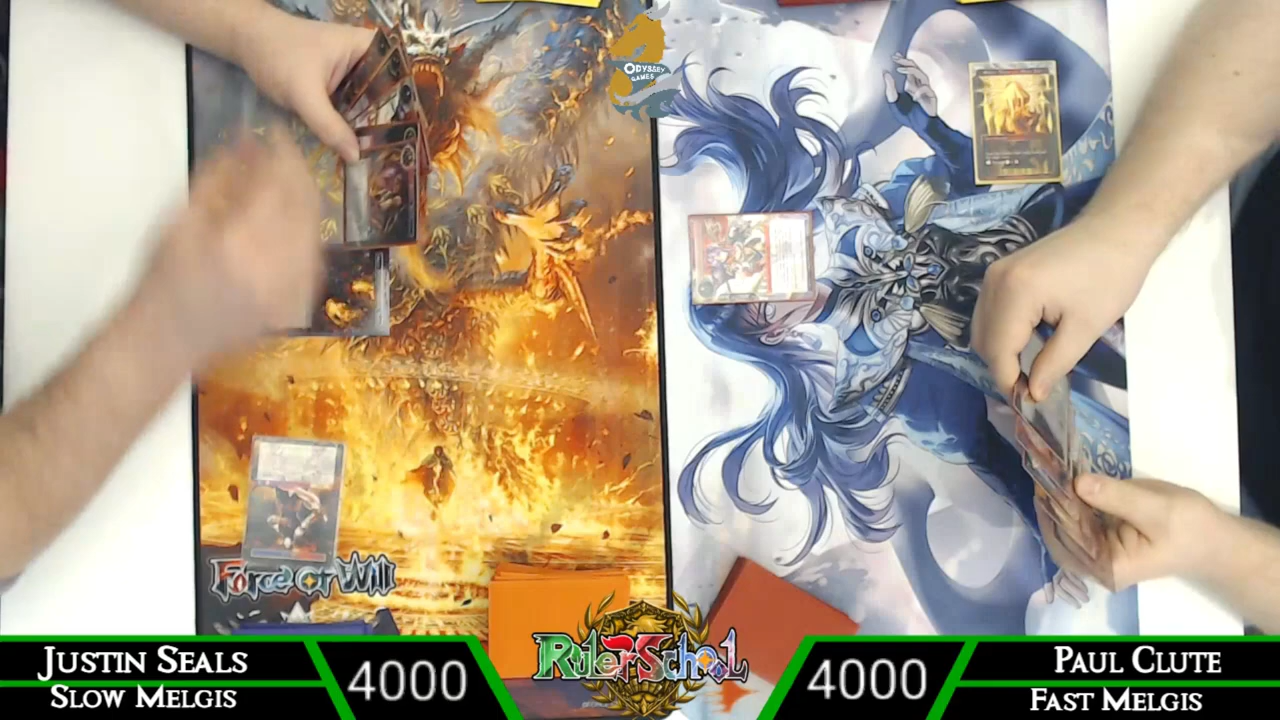 ODYSSEY
GAMES
Force of Will
JUSTIN SEALS
SLOW MELGIS
4000
RulerSchool
4000
PAUL CLUTE
FAST MELGIS